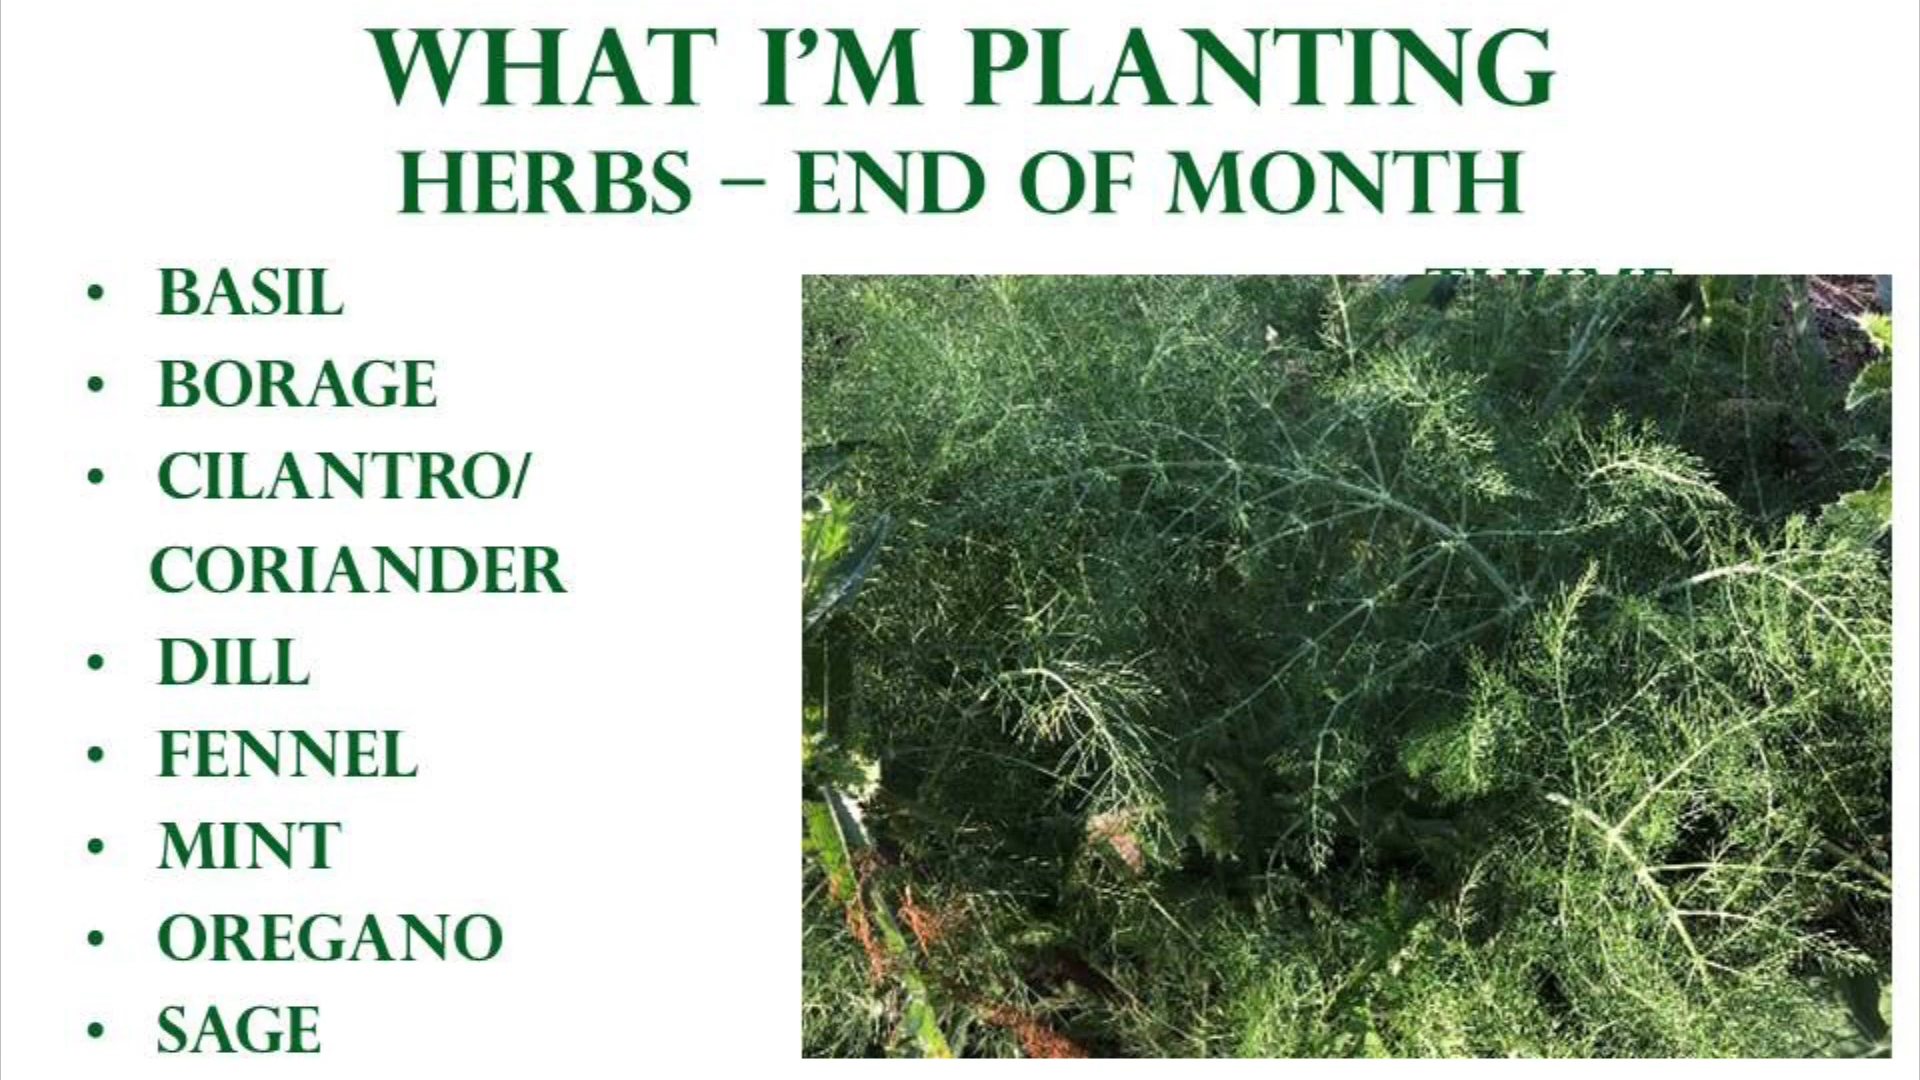 WHAT I'M PLANTING
HERBS – END OF MONTH
• BASIL
• BORAGE
• CILANTRO/
CORIANDER
• DILL
• FENNEL
• MINT
• OREGANO
• SAGE